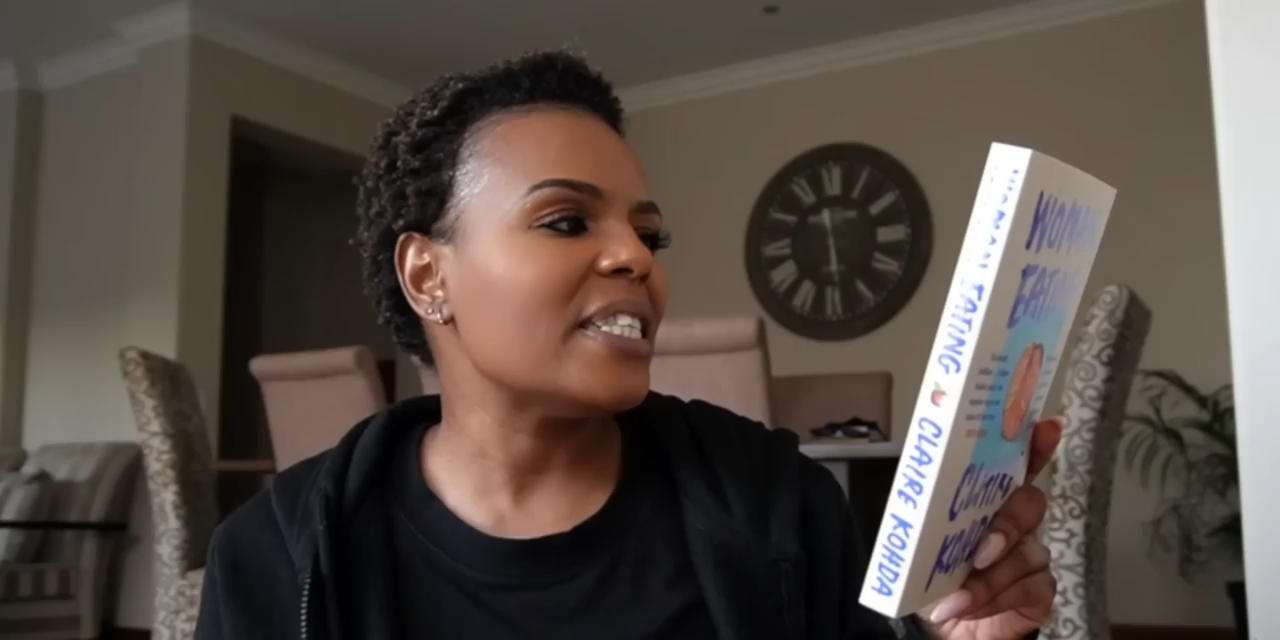 WOMAN EATING CLAIRE KOHDA
WOMAN
EATING
CLAIRE
KOHDA